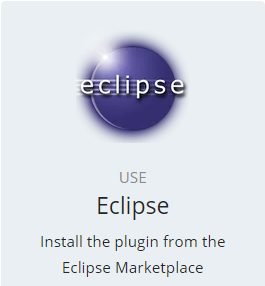 eclipse
USE
Eclipse
Install the plugin from the
Eclipse Marketplace